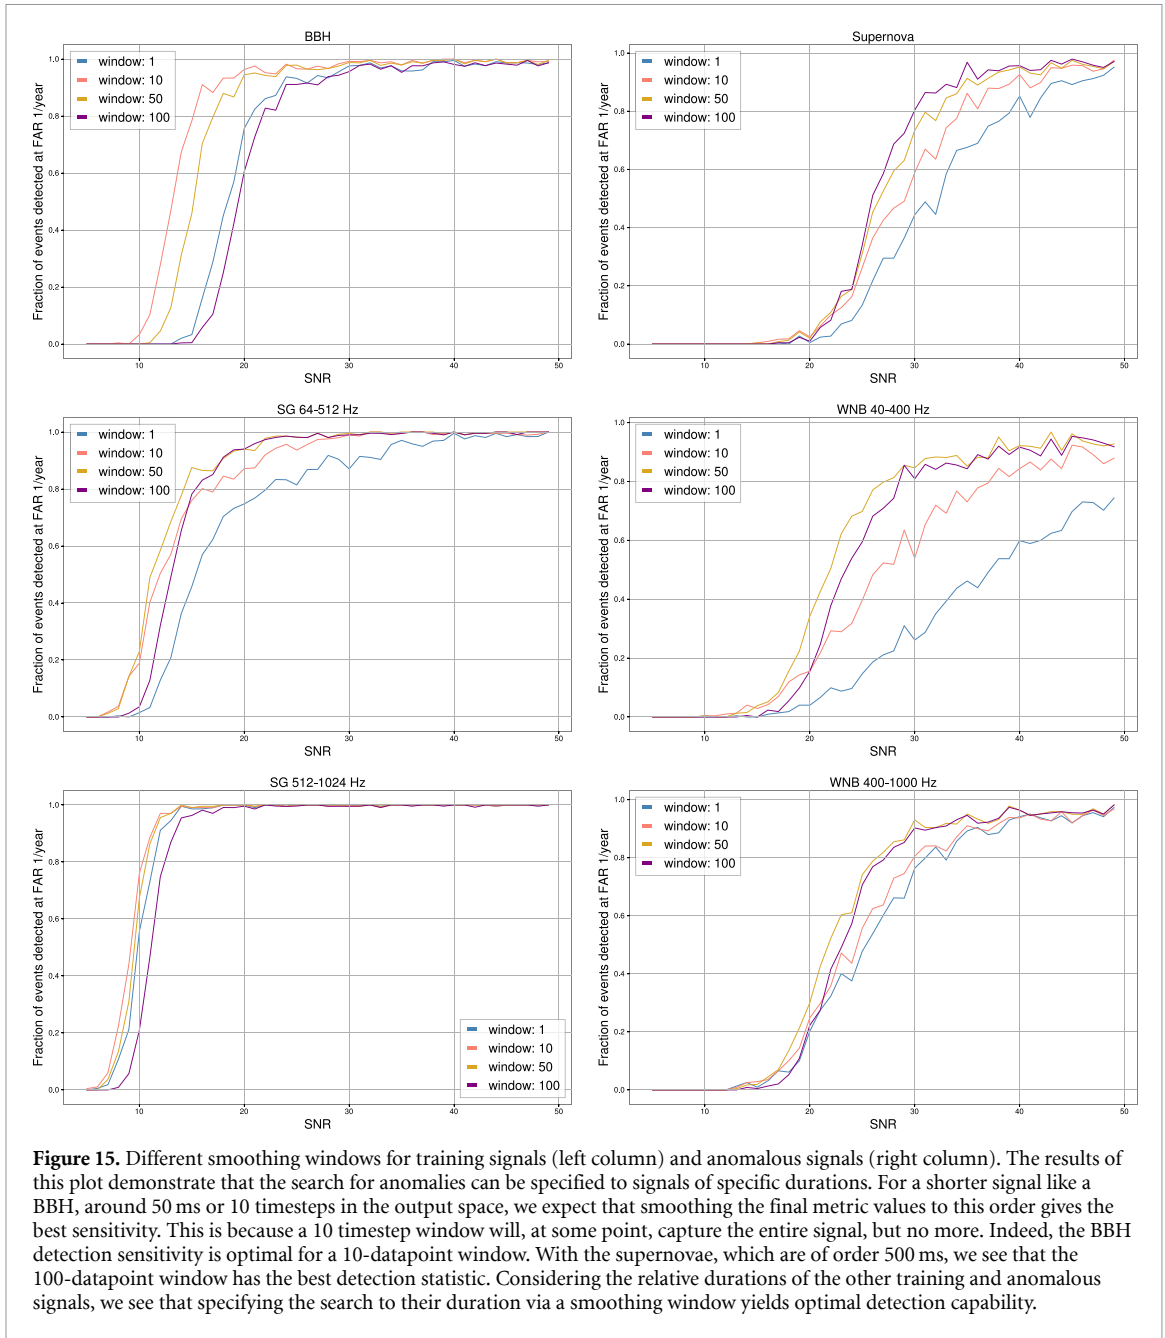 BBH
window: 1
window: 10
window: 50
window: 100
Fraction of events detected at FAR 1/year
0.0
0.2
0.4
0.6
0.8
1.0
10
20
30
40
50
SNR
Supernova
window: 1
window: 10
window: 50
window: 100
Fraction of events detected at FAR 1/year
0.0
0.2
0.4
0.6
0.8
1.0
10
20
30
40
50
SNR
SG 64-512 Hz
window: 1
window: 10
window: 50
window: 100
Fraction of events detected at FAR 1/year
0.0
0.2
0.4
0.6
0.8
1.0
10
20
30
40
50
SNR
WNB 40-400 Hz
window: 1
window: 10
window: 50
window: 100
Fraction of events detected at FAR 1/year
0.0
0.2
0.4
0.6
0.8
1.0
10
20
30
40
50
SNR
SG 512-1024 Hz
window: 1
window: 10
window: 50
window: 100
Fraction of events detected at FAR 1/year
0.0
0.2
0.4
0.6
0.8
1.0
10
20
30
40
50
SNR
WNB 400-1000 Hz
window: 1
window: 10
window: 50
window: 100
Fraction of events detected at FAR 1/year
0.0
0.2
0.4
0.6
0.8
1.0
10
20
30
40
50
SNR
Figure 15. Different smoothing windows for training signals (left column) and anomalous signals (right column). The results of
this plot demonstrate that the search for anomalies can be specified to signals of specific durations. For a shorter signal like a
BBH, around 50 ms or 10 timesteps in the output space, we expect that smoothing the final metric values to this order gives the
best sensitivity. This is because a 10 timestep window will, at some point, capture the entire signal, but no more. Indeed, the BBH
detection sensitivity is optimal for a 10-datapoint window. With the supernovae, which are of order 500 ms, we see that the
100-datapoint window has the best detection statistic. Considering the relative durations of the other training and anomalous
signals, we see that specifying the search to their duration via a smoothing window yields optimal detection capability.